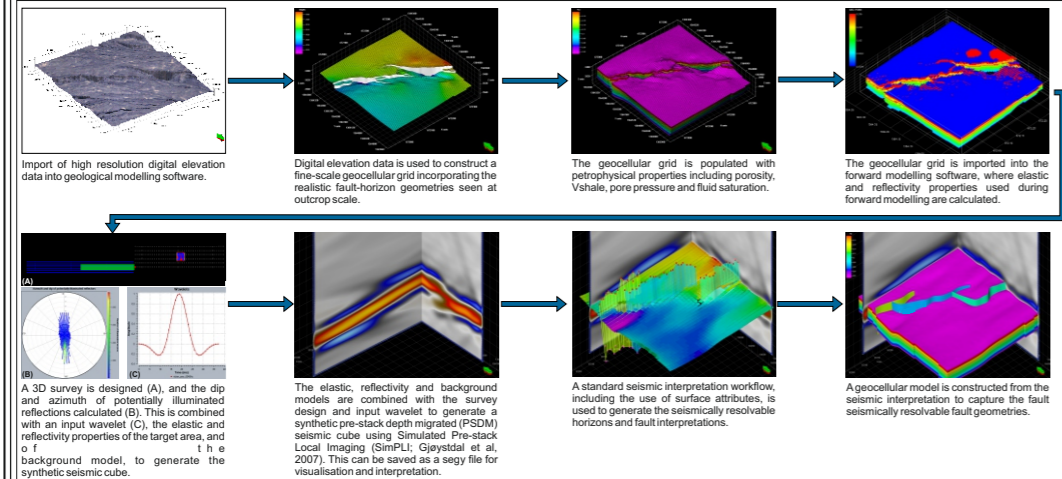 Import of high resolution digital elevation
data into geological modelling software.
Digital elevation data is used to construct a
fine-scale geocellular grid incorporating the
realistic fault-horizon geometries seen at
outcrop scale.
The geocellular grid is populated with
petrophysical properties including porosity,
Vshale, pore pressure and fluid saturation.
The geocellular grid is imported into the
forward modelling software, where elastic
and reflectivity properties used during
forward modelling are calculated.
(A)
(B)
(C)
A 3D survey is designed (A), and the dip
and azimuth of potentially illuminated
reflections calculated (B). This is combined
with an input wavelet (C), the elastic and
reflectivity properties of the target area, and
of the
background model, to generate the
synthetic seismic cube.
The elastic, reflectivity and background
models are combined with the survey
design and input wavelet to generate a
synthetic pre-stack depth migrated (PSDM)
seismic cube using Simulated Pre-stack
Local Imaging (SimPLI; Gjøystdal et al,
2007). This can be saved as a segy file for
visualisation and interpretation.
A standard seismic interpretation workflow,
including the use of surface attributes, is
used to generate the seismically resolvable
horizons and fault interpretations.
A geocellular model is constructed from the
seismic interpretation to capture the fault
seismically resolvable fault geometries.